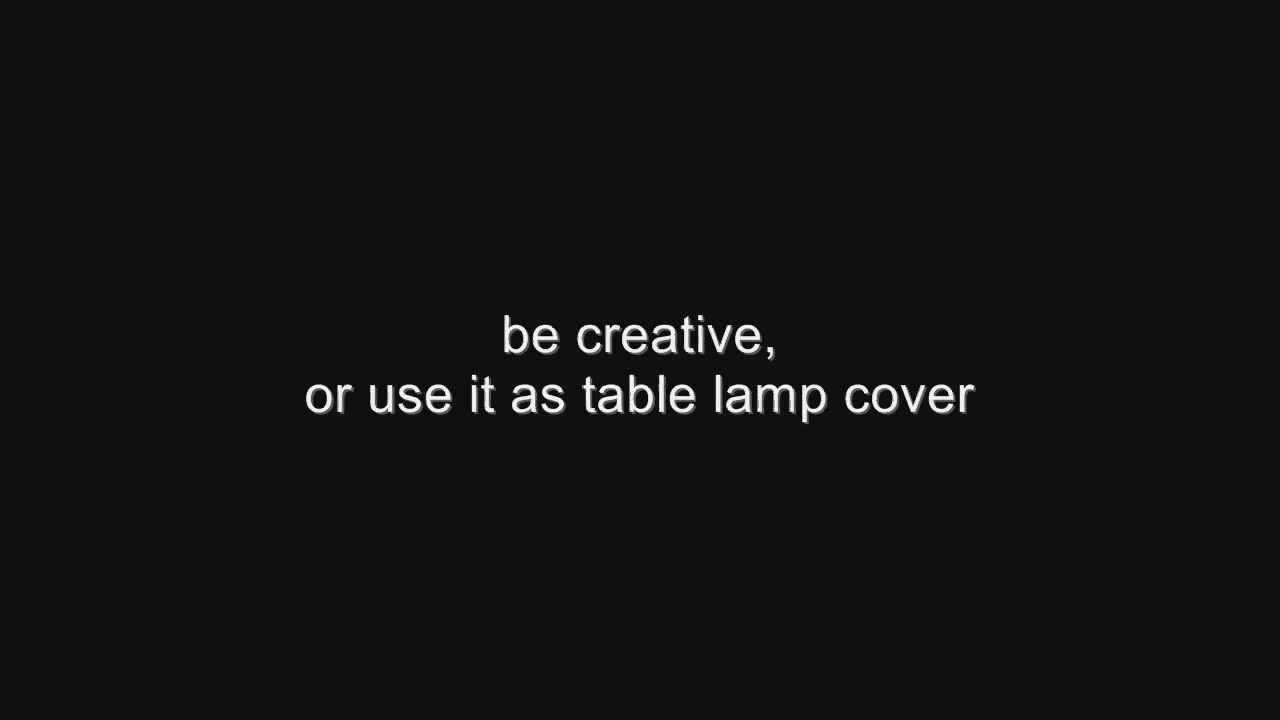 be creative,
or use it as table lamp cover